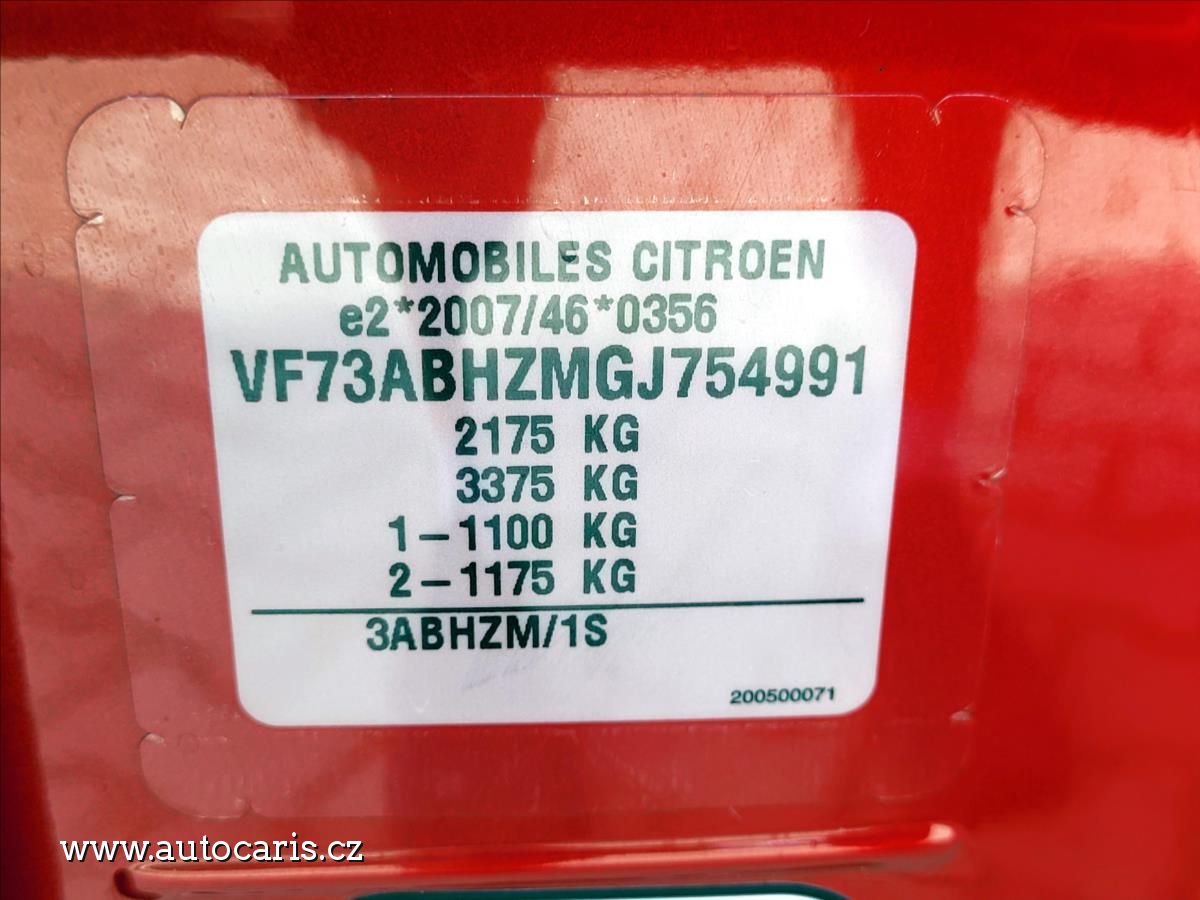 AUTOMOBILES CITROEN
e2*2007/46*0356
VF73ABHZMGJ754991
2175 KG
3375 KG
1-1100 KG
2-1175 KG
3ABHZM/1S
200500071
www.autocaris.cz